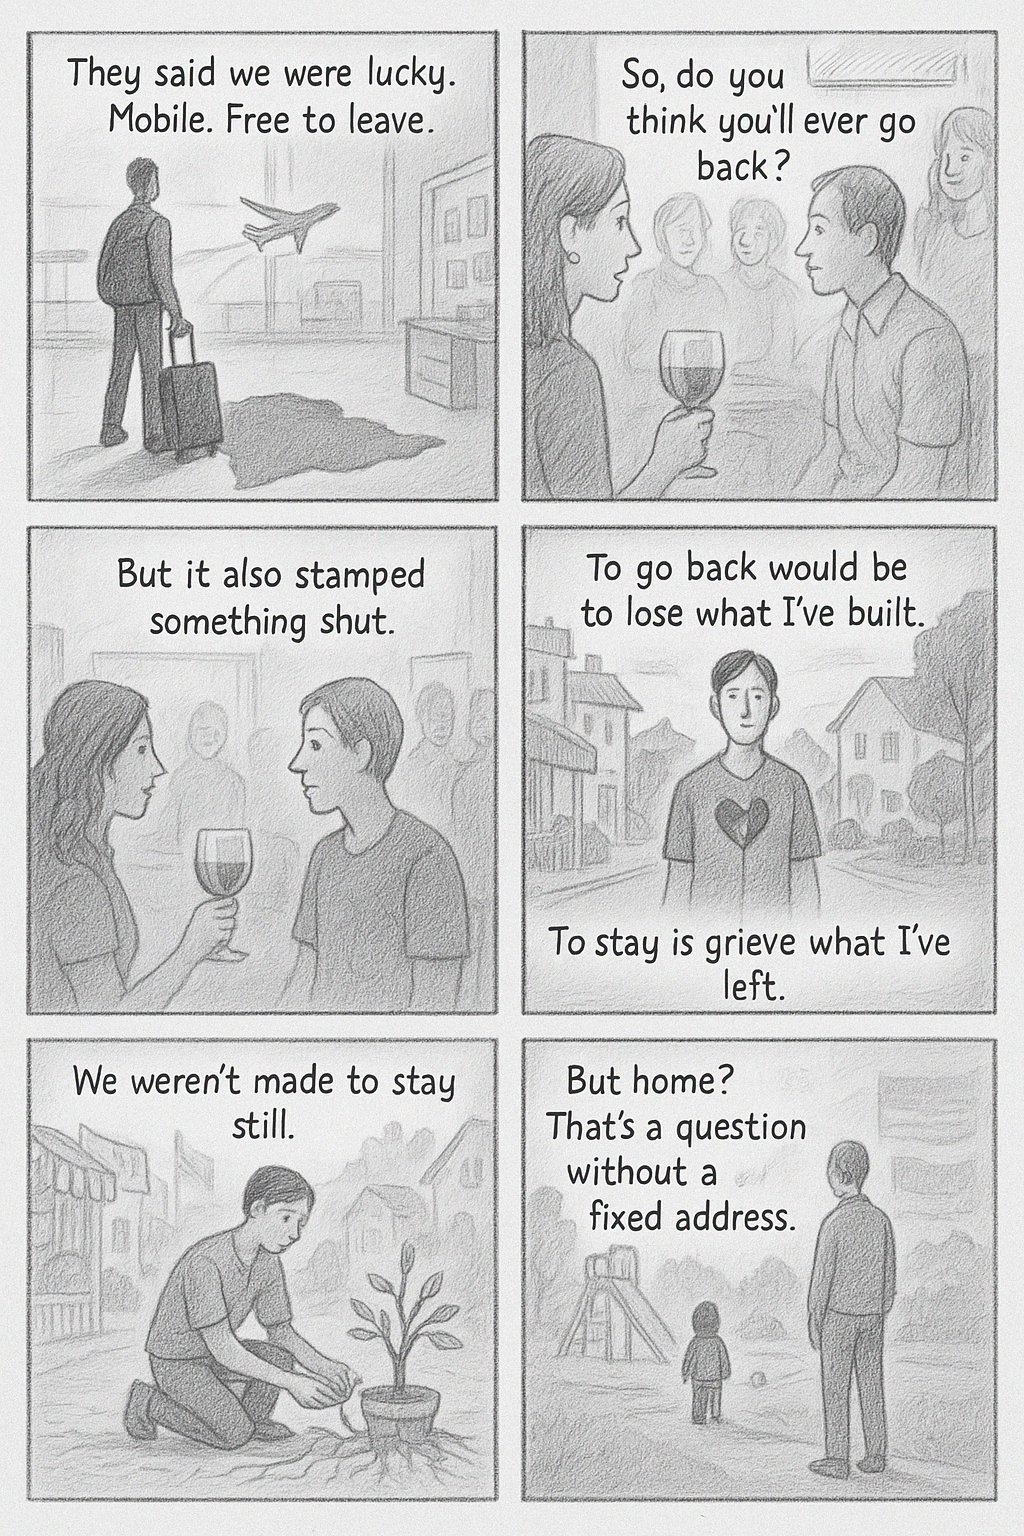 They said we were lucky.
Mobile. Free to leave.
So, do you
think you'll ever go
back?
But it also stamped
something shut.
To go back would be
to lose what I've built.
To stay is grieve what I've
left.
We weren't made to stay
still.
But home?
That's a question
without a
fixed address.